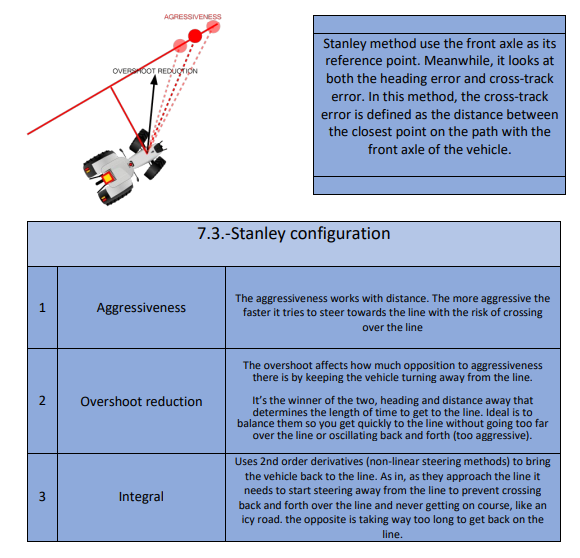 AGRESSIVENESS
OVERSHOOT REDUCTION
Stanley method use the front axle as its
reference point. Meanwhile, it looks at
both the heading error and cross-track
error. In this method, the cross-track
error is defined as the distance between
the closest point on the path with the
front axle of the vehicle.
7.3.-Stanley configuration
1
Aggressiveness
The aggressiveness works with distance. The more aggressive the
faster it tries to steer towards the line with the risk of crossing
over the line
2
Overshoot reduction
The overshoot affects how much opposition to aggressiveness
there is by keeping the vehicle turning away from the line.
It's the winner of the two, heading and distance away that
determines the length of time to get to the line. Ideal is to
balance them so you get quickly to the line without going too far
over the line or oscillating back and forth (too aggressive).
3
Integral
Uses 2nd order derivatives (non-linear steering methods) to bring
the vehicle back to the line. As in, as they approach the line it
needs to start steering away from the line to prevent crossing
back and forth over the line and never getting on course, like an
icy road. the opposite is taking way too long to get back on the
line.